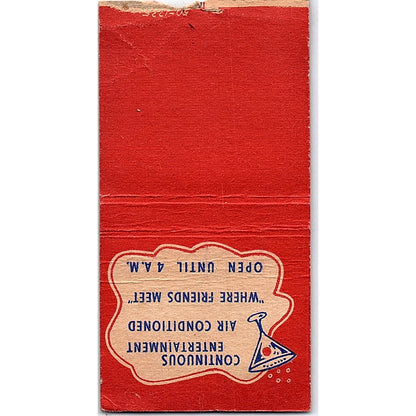 CONTINUOUS
ENTERTAINMENT
AIR CONDITIONED
"WHERE FRIENDS MEET"
OPEN UNTIL 4 A.M.